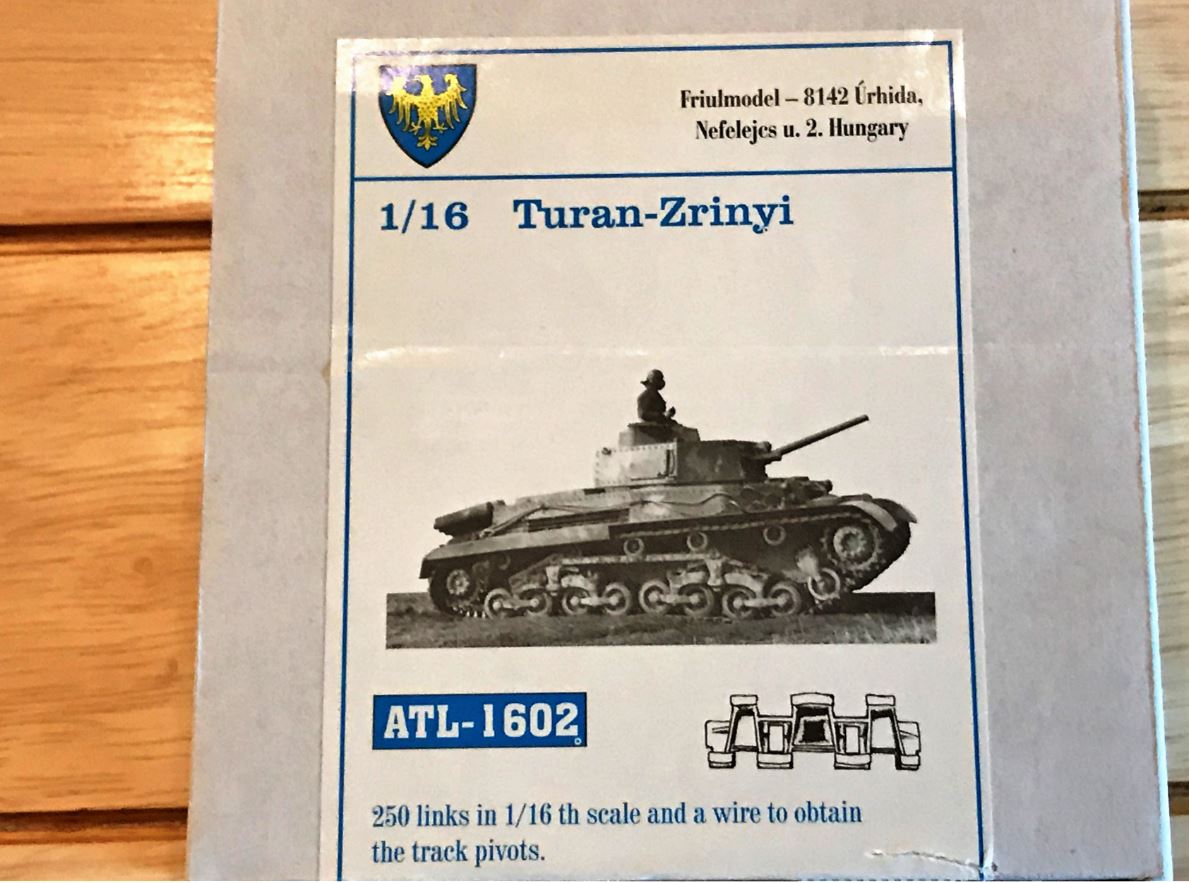 Friulmodel – 8142 Úrhida,
Nefelejcs u. 2. Hungary
1/16 Turan-Zrinyi
ATL-1602
250 links in 1/16 th scale and a wire to obtain
the track pivots.